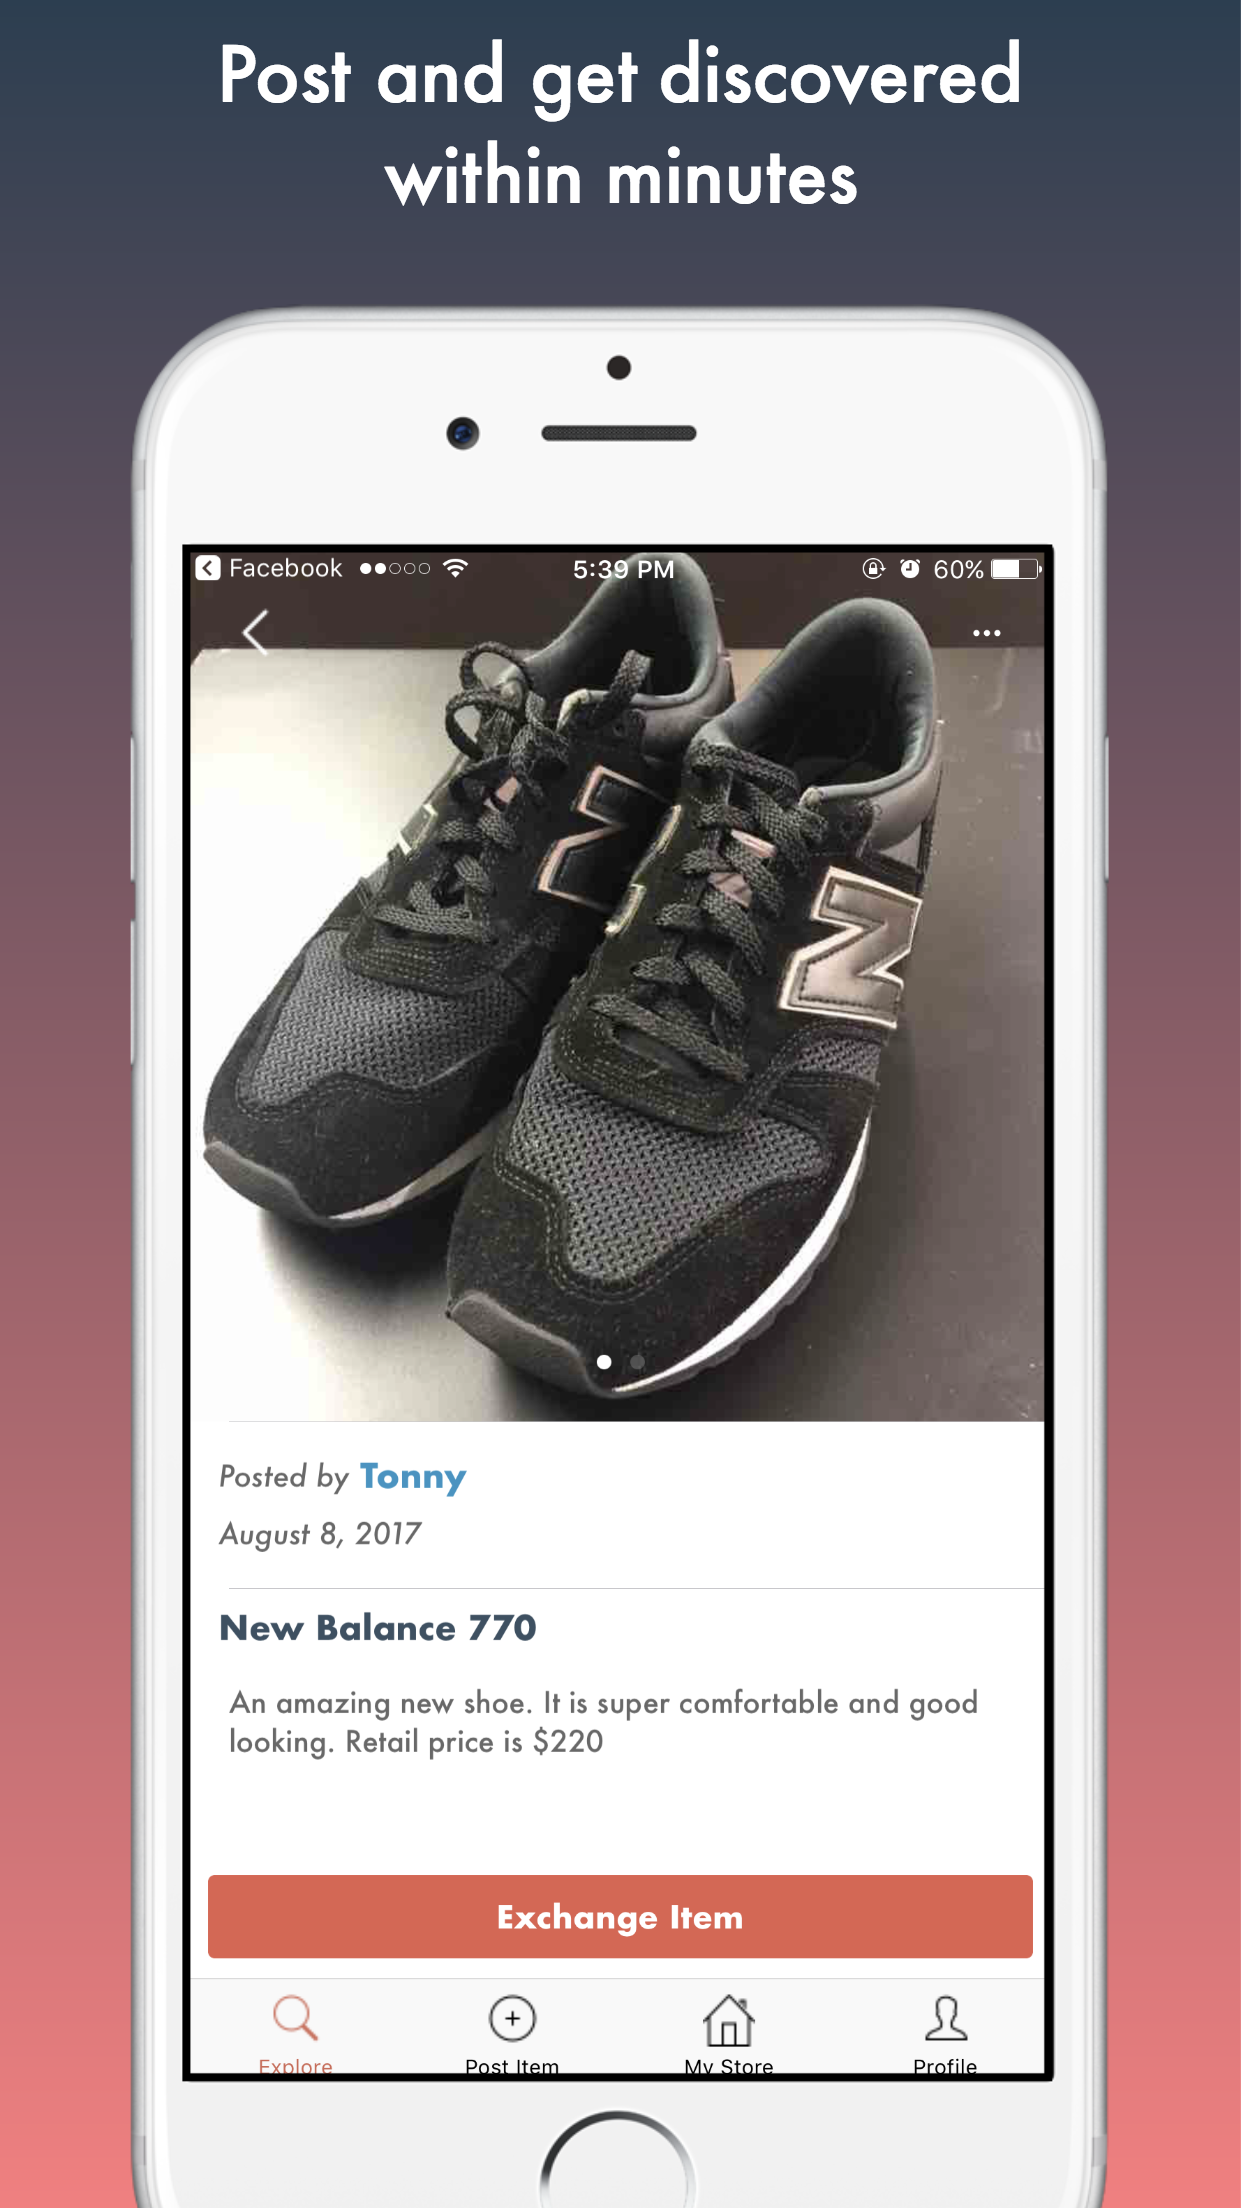 Post and get discovered
within minutes
Facebook 5:39 PM 60%
N N
Posted by Tonny
August 8, 2017
New Balance 770
An amazing new shoe. It is super comfortable and good
looking. Retail price is $220
Exchange Item
Explore Post Item My Store Profile